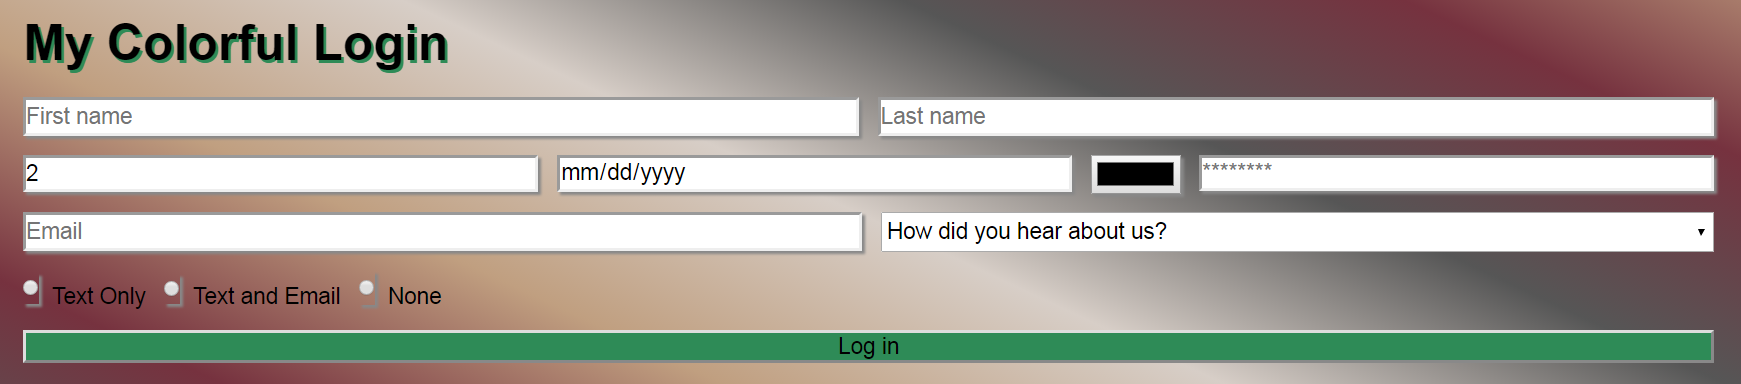 My Colorful Login
First name Last name
2 mm/dd/yyyy ********
Email How did you hear about us?
Text Only Text and Email None
Log in